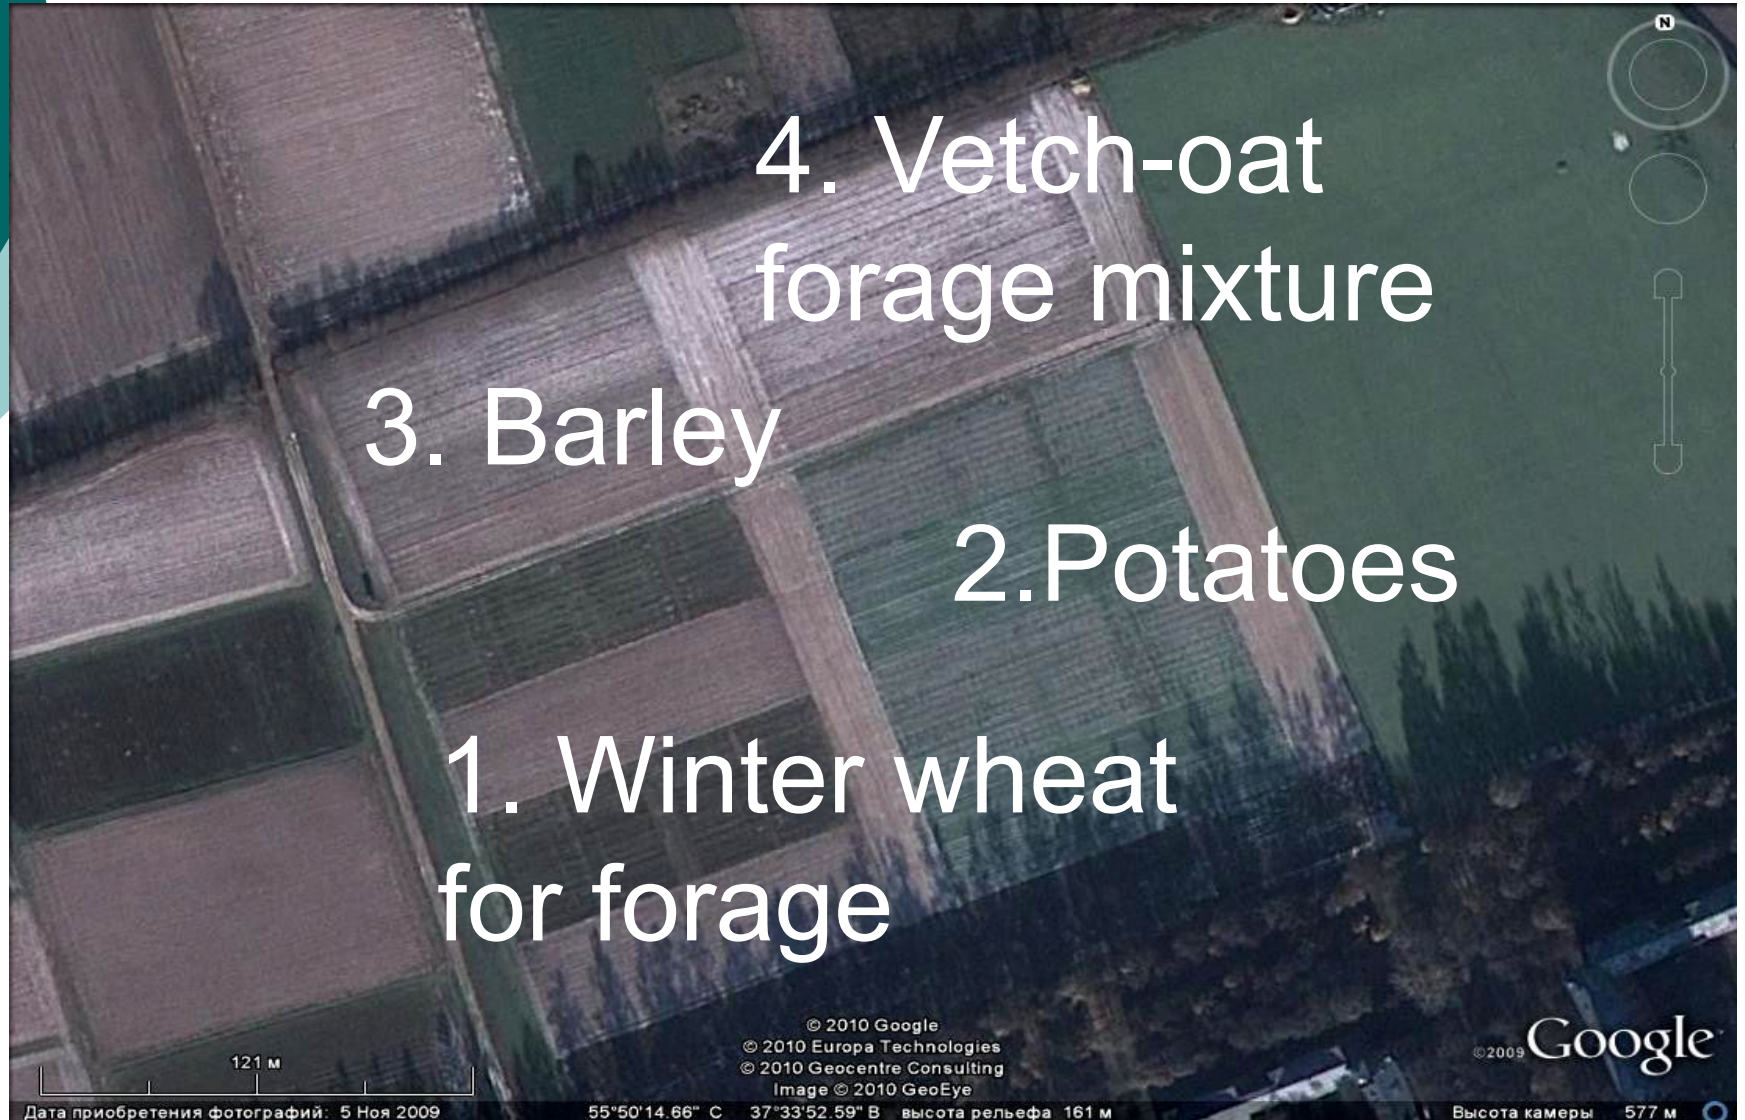 N
4. Vetch-oat
forage mixture
3. Barley
2.Potatoes
1. Winter wheat
for forage
© 2010 Google
© 2010 Europa Technologies
© 2010 Geocentre Consulting
Image © 2010 GeoEye
©2009 Google
121 м
Дата приобретения фотографий: 5 Ноя 2009 55°50'14.66" С 37°33'52.59" В высота рельефа 161 м Высота камеры 577 м